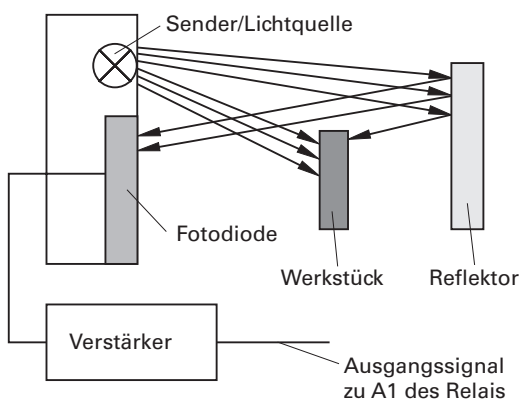 Sender/Lichtquelle
Fotodiode
Werkstück
Reflektor
Verstärker
Ausgangssignal
zu A1 des Relais